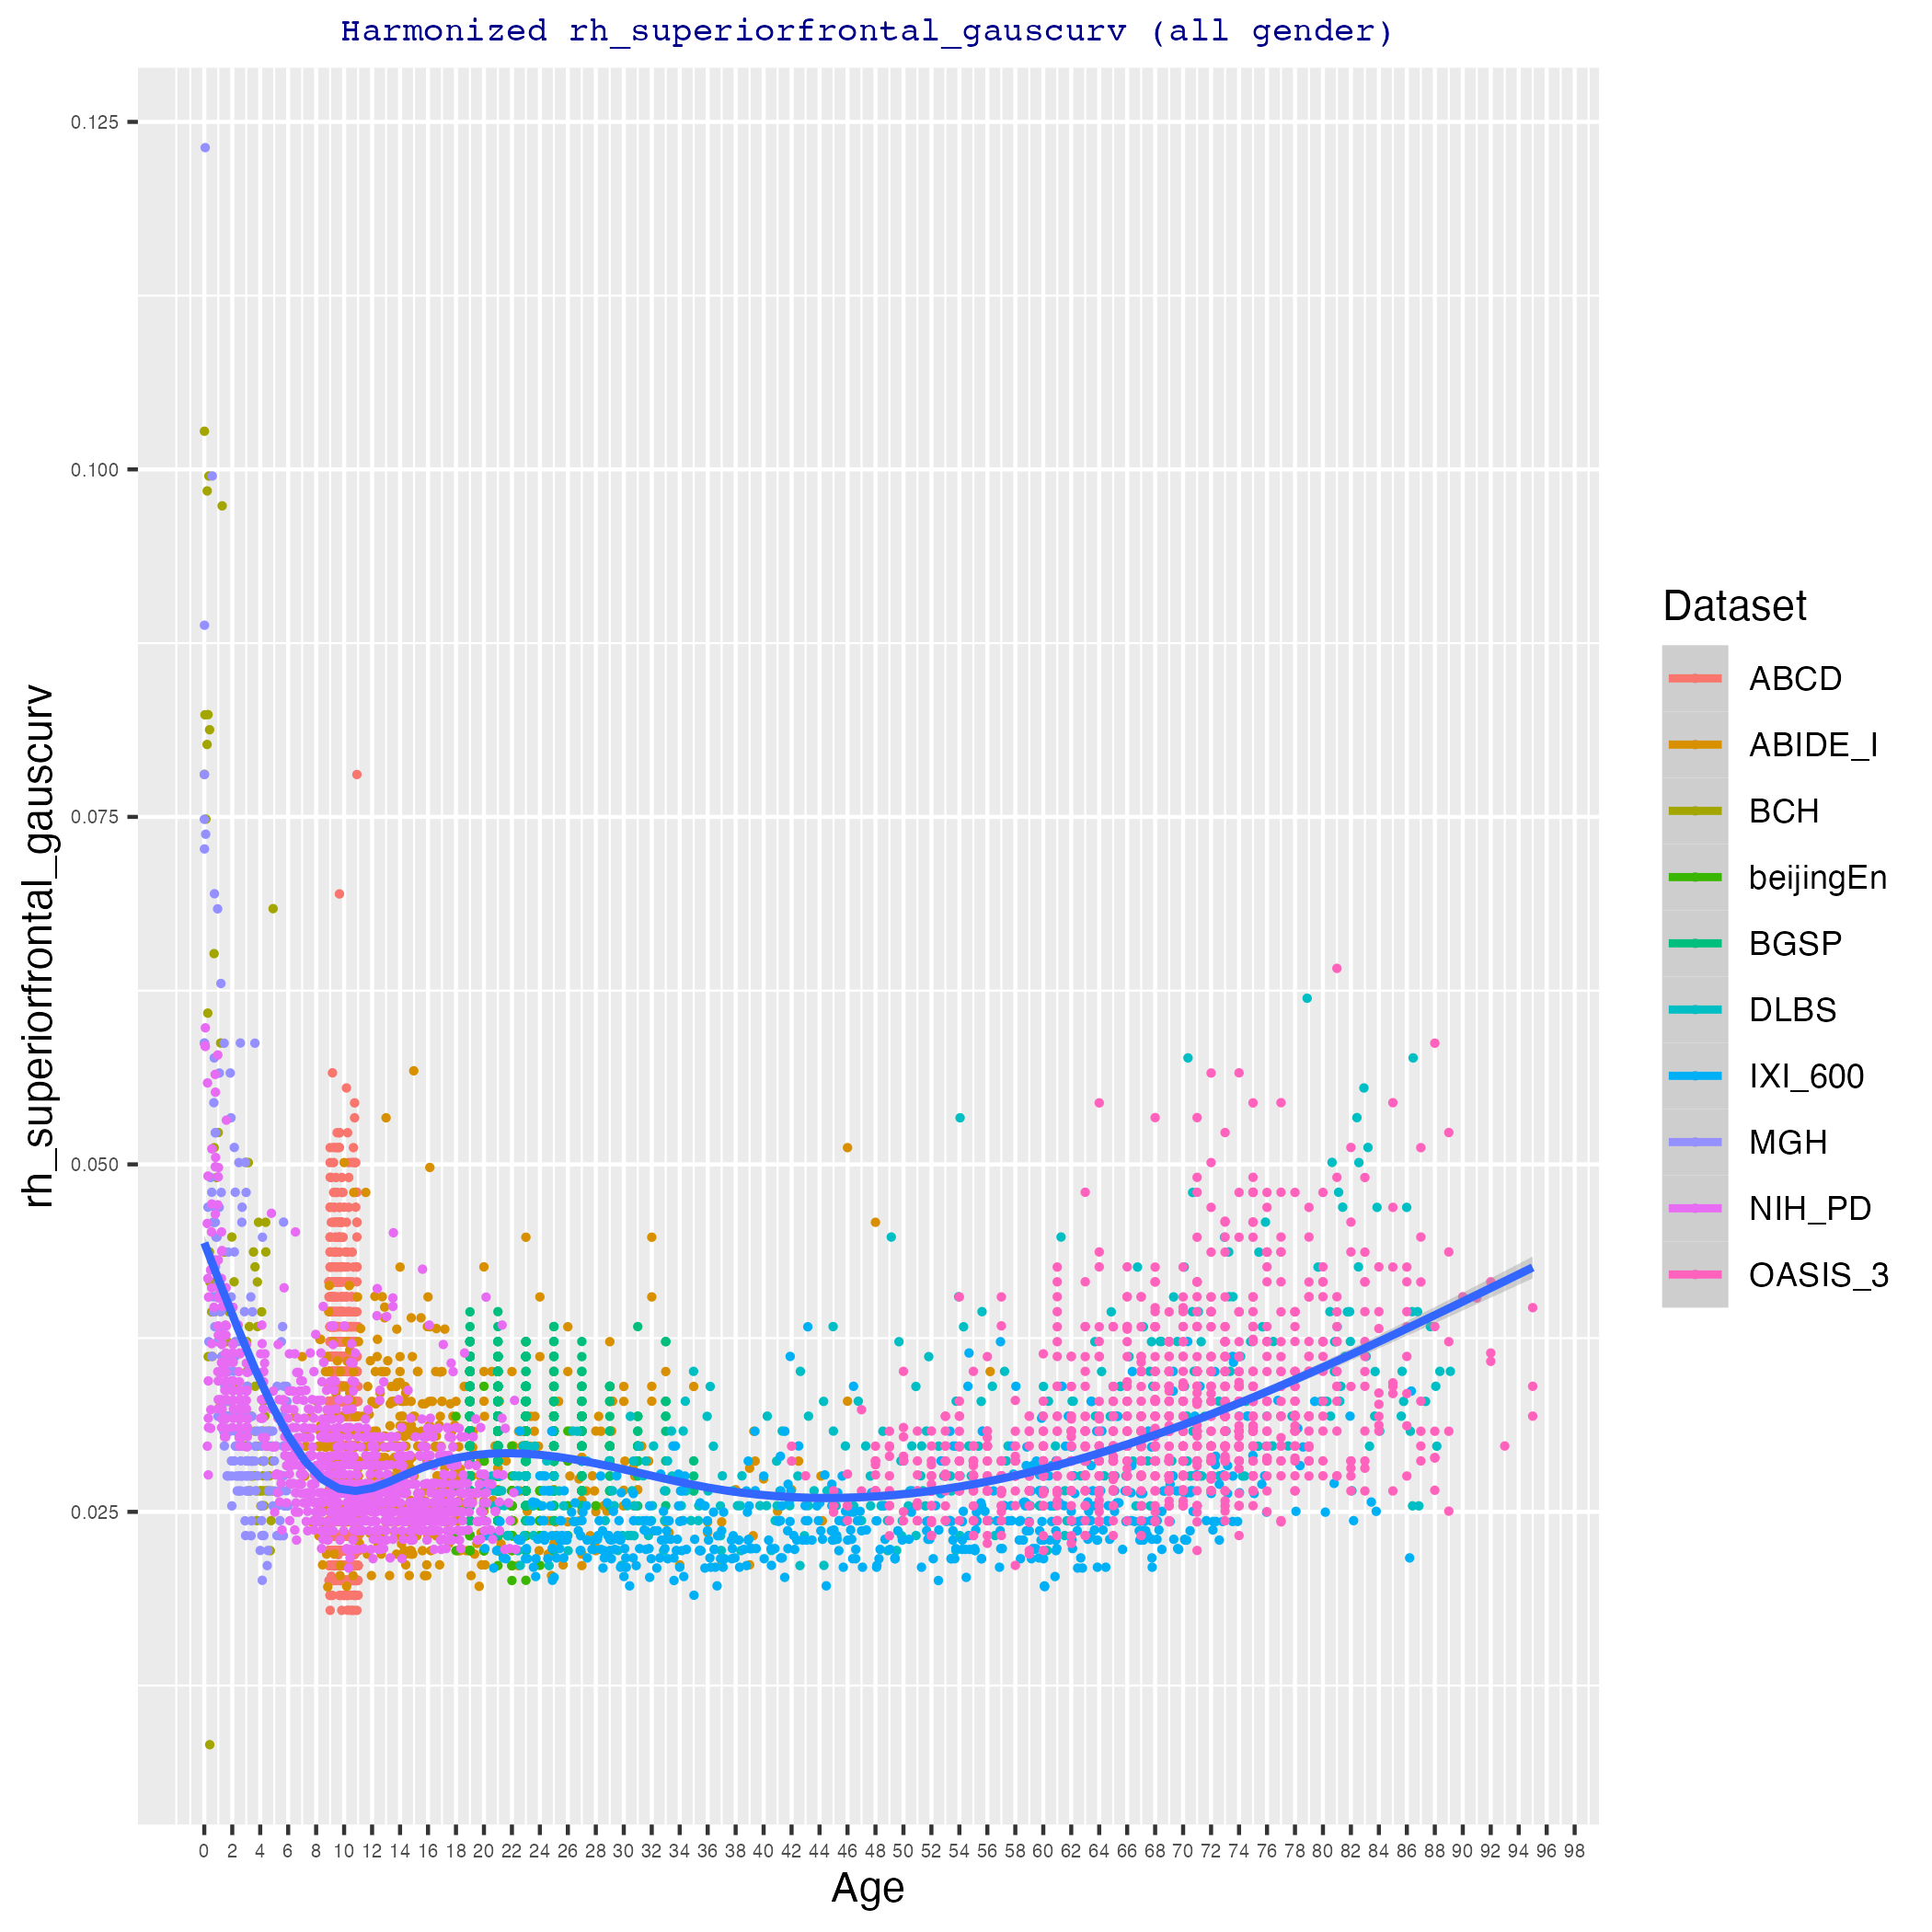 Harmonized rh_superiorfrontal_gauscurv (all gender)
rh_superiorfrontal_gauscurv
0.125
0.100
0.075
0.050
0.025
0 2 4 6 8 10 12 14 16 18 20 22 24 26 28 30 32 34 36 38 40 42 44 46 48 50 52 54 56 58 60 62 64 66 68 70 72 74 76 78 80 82 84 86 88 90 92 94 96 98
Age
Dataset
ABCD
ABIDE_I
BCH
beijingEn
BGSP
DLBS
IXI_600
MGH
NIH_PD
OASIS_3